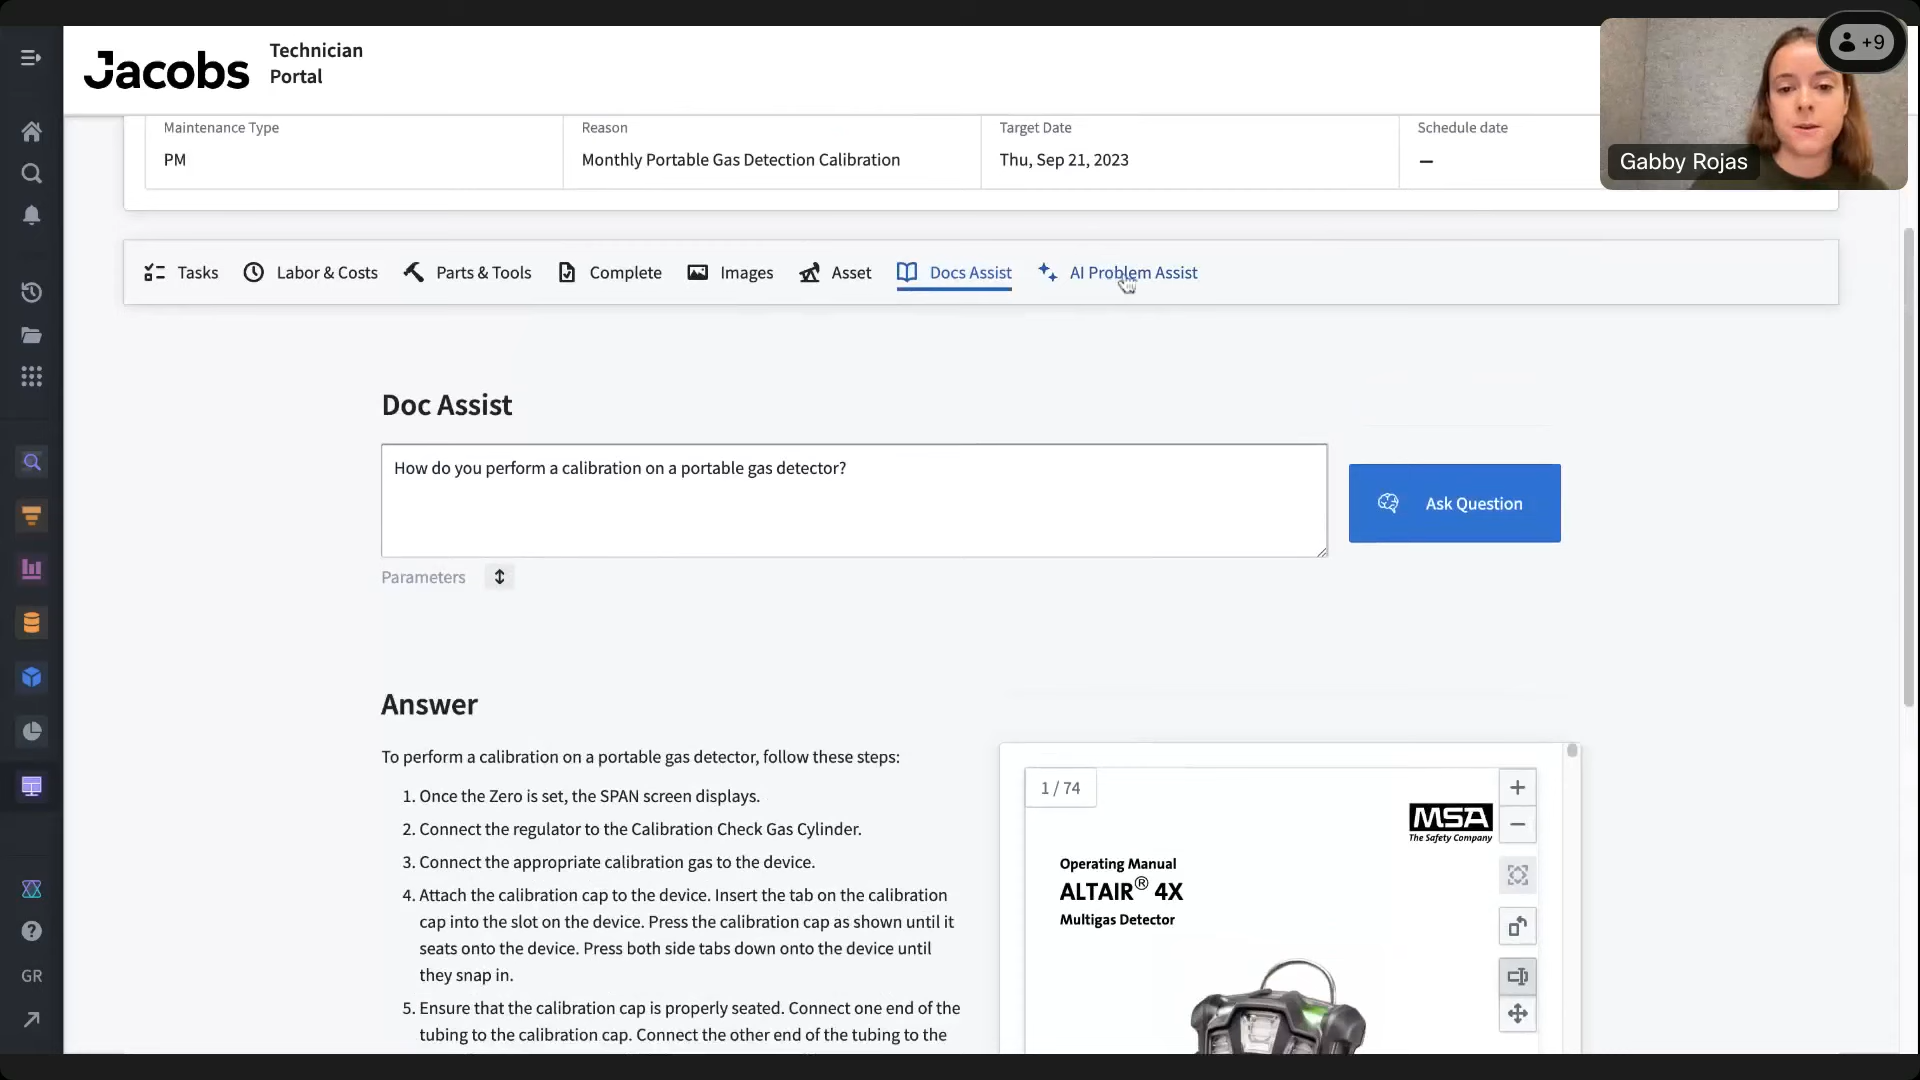 Jacobs
Technician
Portal
+9
Gabby Rojas
Maintenance Type
PM
Reason
Monthly Portable Gas Detection Calibration
Target Date
Thu, Sep 21, 2023
Schedule date
–
Tasks
Labor & Costs
Parts & Tools
Complete
Images
Asset
Docs Assist
AI Problem Assist
Doc Assist
How do you perform a calibration on a portable gas detector?
Ask Question
Parameters
Answer
To perform a calibration on a portable gas detector, follow these steps:
1. Once the Zero is set, the SPAN screen displays.
2. Connect the regulator to the Calibration Check Gas Cylinder.
3. Connect the appropriate calibration gas to the device.
4. Attach the calibration cap to the device. Insert the tab on the calibration
cap into the slot on the device. Press the calibration cap as shown until it
seats onto the device. Press both side tabs down onto the device until
they snap in.
5. Ensure that the calibration cap is properly seated. Connect one end of the
tubing to the calibration cap. Connect the other end of the tubing to the
1 / 74
MSA
The Safety Company
Operating Manual
ALTAIR® 4X
Multigas Detector
GR